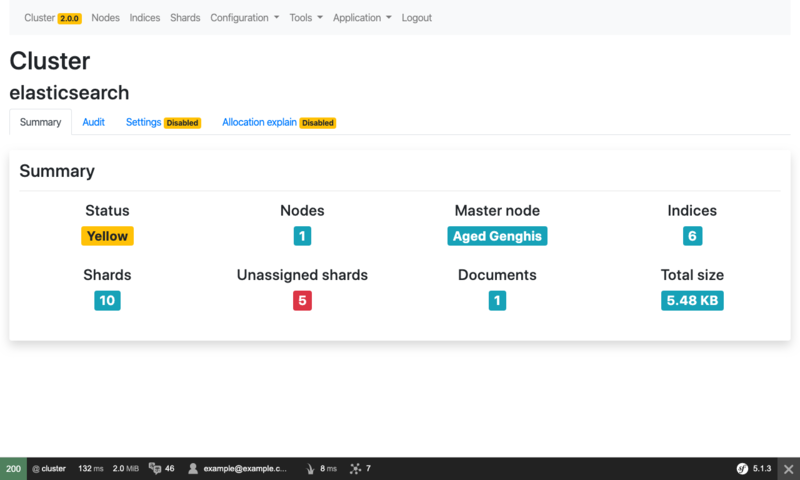 Cluster 2.0.0 Nodes Indices Shards Configuration Tools Application Logout
Cluster
elasticsearch
Summary Audit Settings Disabled Allocation explain Disabled
Summary
Status Nodes Master node Indices
Yellow 1 Aged Genghis 6
Shards Unassigned shards Documents Total size
10 5 1 5.48 KB
200 @ cluster 132 ms 2.0 MiB 46 example@example.c... 8 ms 7 sf 5.1.3